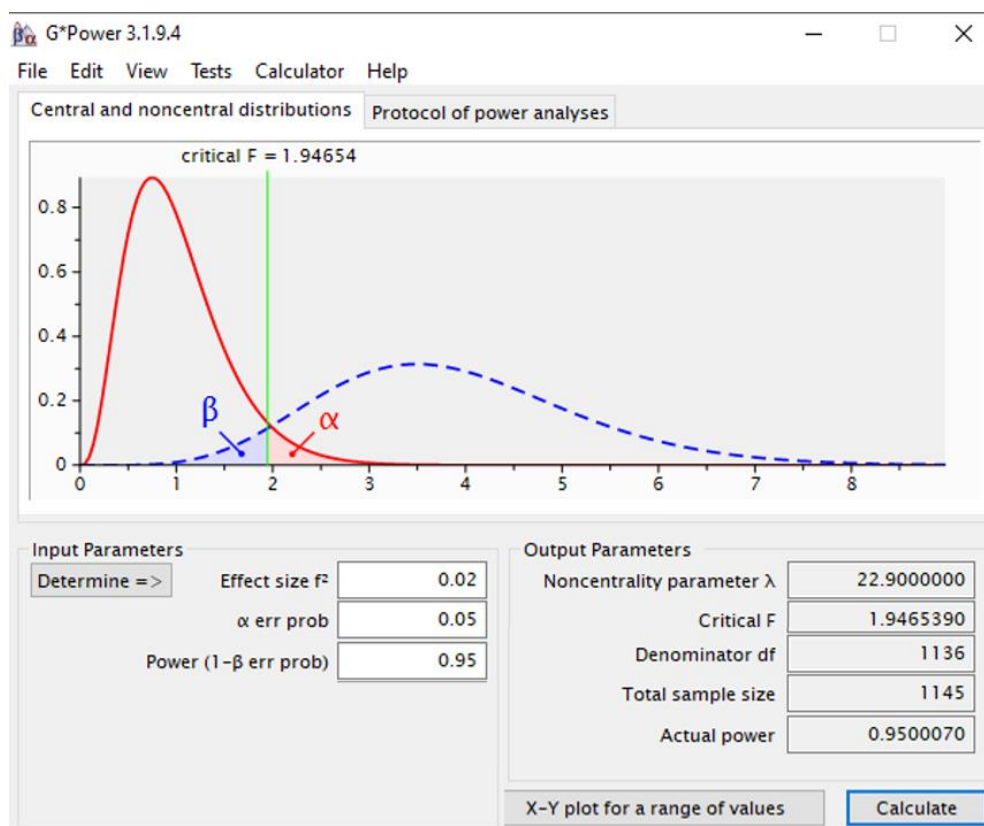 G*Power 3.1.9.4
File Edit View Tests Calculator Help
Central and noncentral distributions Protocol of power analyses
critical F = 1.94654
0.8
0.6
0.4
0.2
0
β α
0 1 2 3 4 5 6 7 8
Input Parameters
Determine =>
Effect size f² 0.02
α err prob 0.05
Power (1-β err prob) 0.95
Output Parameters
Noncentrality parameter λ 22.9000000
Critical F 1.9465390
Denominator df 1136
Total sample size 1145
Actual power 0.9500070
X-Y plot for a range of values Calculate